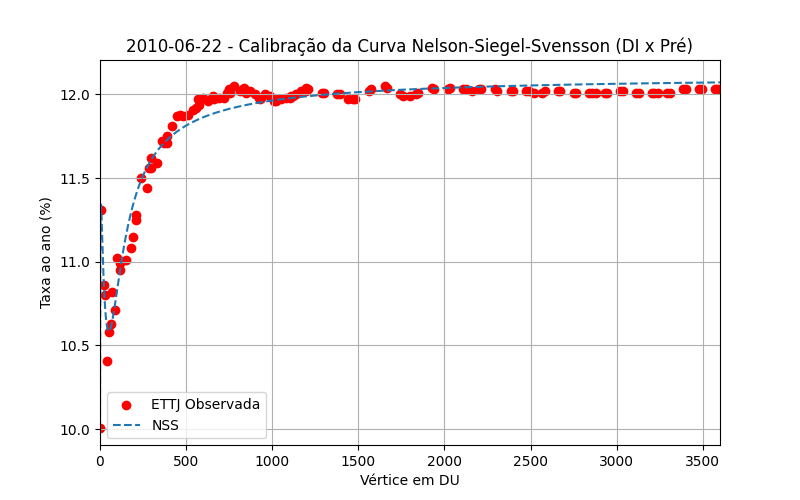 2010-06-22 - Calibração da Curva Nelson-Siegel-Svensson (DI x Pré)
12.0
11.5
11.0
10.5
10.0
Taxa ao ano (%)
ETTJ Observada
NSS
0 500 1000 1500 2000 2500 3000 3500
Vértice em DU